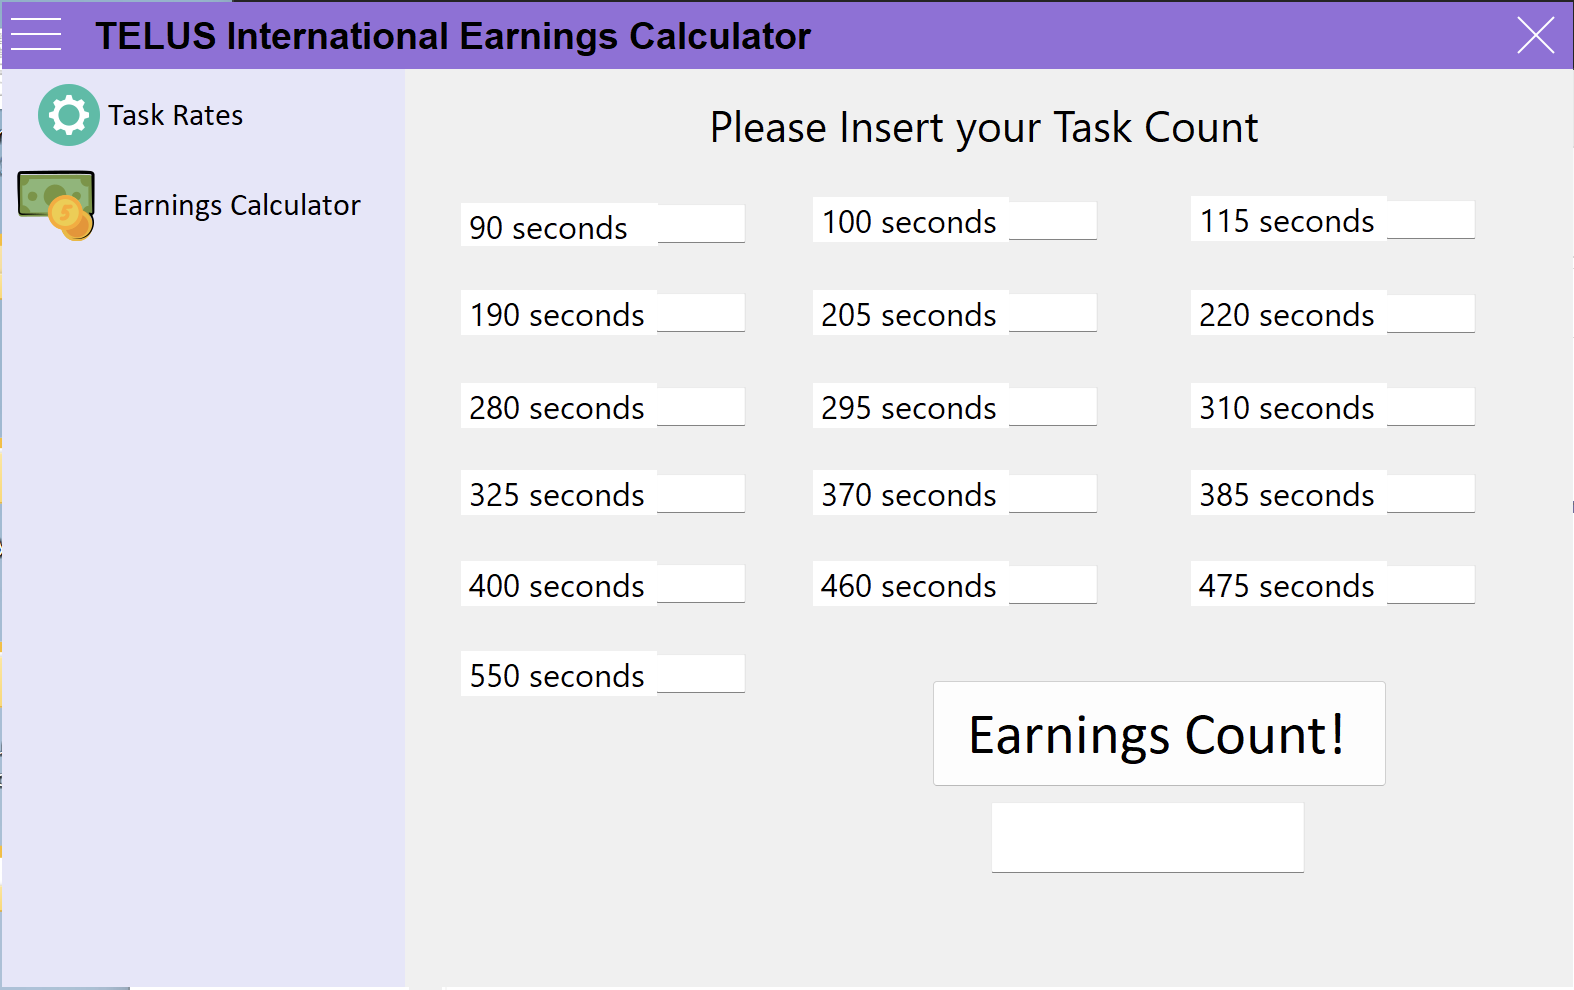 TELUS International Earnings Calculator
Task Rates
Earnings Calculator
Please Insert your Task Count
90 seconds
100 seconds
115 seconds
190 seconds
205 seconds
220 seconds
280 seconds
295 seconds
310 seconds
325 seconds
370 seconds
385 seconds
400 seconds
460 seconds
475 seconds
550 seconds
Earnings Count!
5